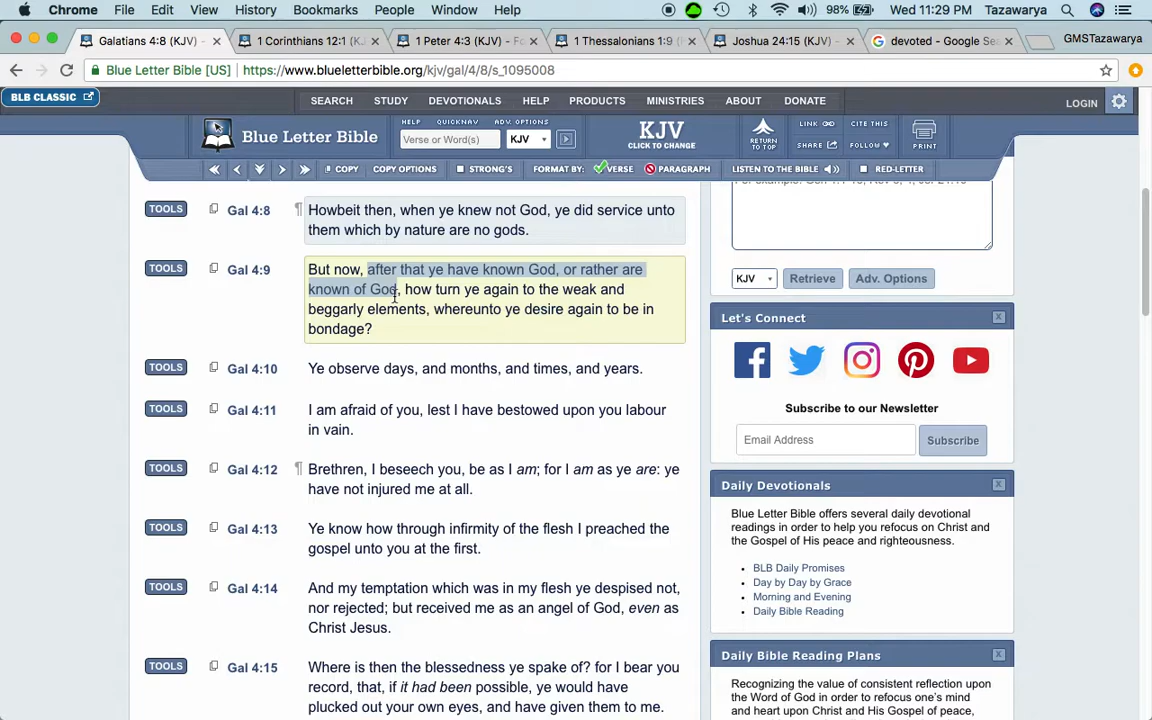 Chrome File Edit View History Bookmarks People Window Help 98% Wed 11:29 PM Tazawarya
Galatians 4:8 (KJV) 1 Corinthians 12:1 (KJV) - 1 Peter 4:3 (KJV) - Fo 1 Thessalonians 1:9 (KJV) Joshua 24:15 (KJV) devoted - Google Sea GMSTazawarya
Blue Letter Bible [US] https://www.blueletterbible.org/kjv/gal/4/8/s_1095008
BLB CLASSIC
SEARCH STUDY DEVOTIONALS HELP PRODUCTS MINISTRIES ABOUT DONATE LOGIN
Blue Letter Bible
HELP QUICKNAV ADV. OPTIONS
Verse or Word(s) KJV
KJV
CLICK TO CHANGE
RETURN
TO TOP
LINK CITE THIS
SHARE FOLLOW
PRINT
COPY COPY OPTIONS STRONG'S FORMAT BY: VERSE PARAGRAPH LISTEN TO THE BIBLE RED-LETTER
TOOLS Gal 4:8 ¶ Howbeit then, when ye knew not God, ye did service unto
them which by nature are no gods.
TOOLS Gal 4:9 But now, after that ye have known God, or rather are
known of God, how turn ye again to the weak and
beggarly elements, whereunto ye desire again to be in
bondage?
TOOLS Gal 4:10 Ye observe days, and months, and times, and years.
TOOLS Gal 4:11 I am afraid of you, lest I have bestowed upon you labour
in vain.
TOOLS Gal 4:12 ¶ Brethren, I beseech you, be as I am; for I am as ye are: ye
have not injured me at all.
TOOLS Gal 4:13 Ye know how through infirmity of the flesh I preached the
gospel unto you at the first.
TOOLS Gal 4:14 And my temptation which was in my flesh ye despised not,
nor rejected; but received me as an angel of God, even as
Christ Jesus.
TOOLS Gal 4:15 Where is then the blessedness ye spake of? for I bear you
record, that, if it had been possible, ye would have
plucked out your own eyes, and have given them to me.
KJV Retrieve Adv. Options
Let's Connect
Subscribe to our Newsletter
Email Address Subscribe
Daily Devotionals
Blue Letter Bible offers several daily devotional
readings in order to help you refocus on Christ and
the Gospel of His peace and righteousness.
BLB Daily Promises
Day by Day by Grace
Morning and Evening
Daily Bible Reading
Daily Bible Reading Plans
Recognizing the value of consistent reflection upon
the Word of God in order to refocus one's mind
and heart upon Christ and His Gospel of peace,